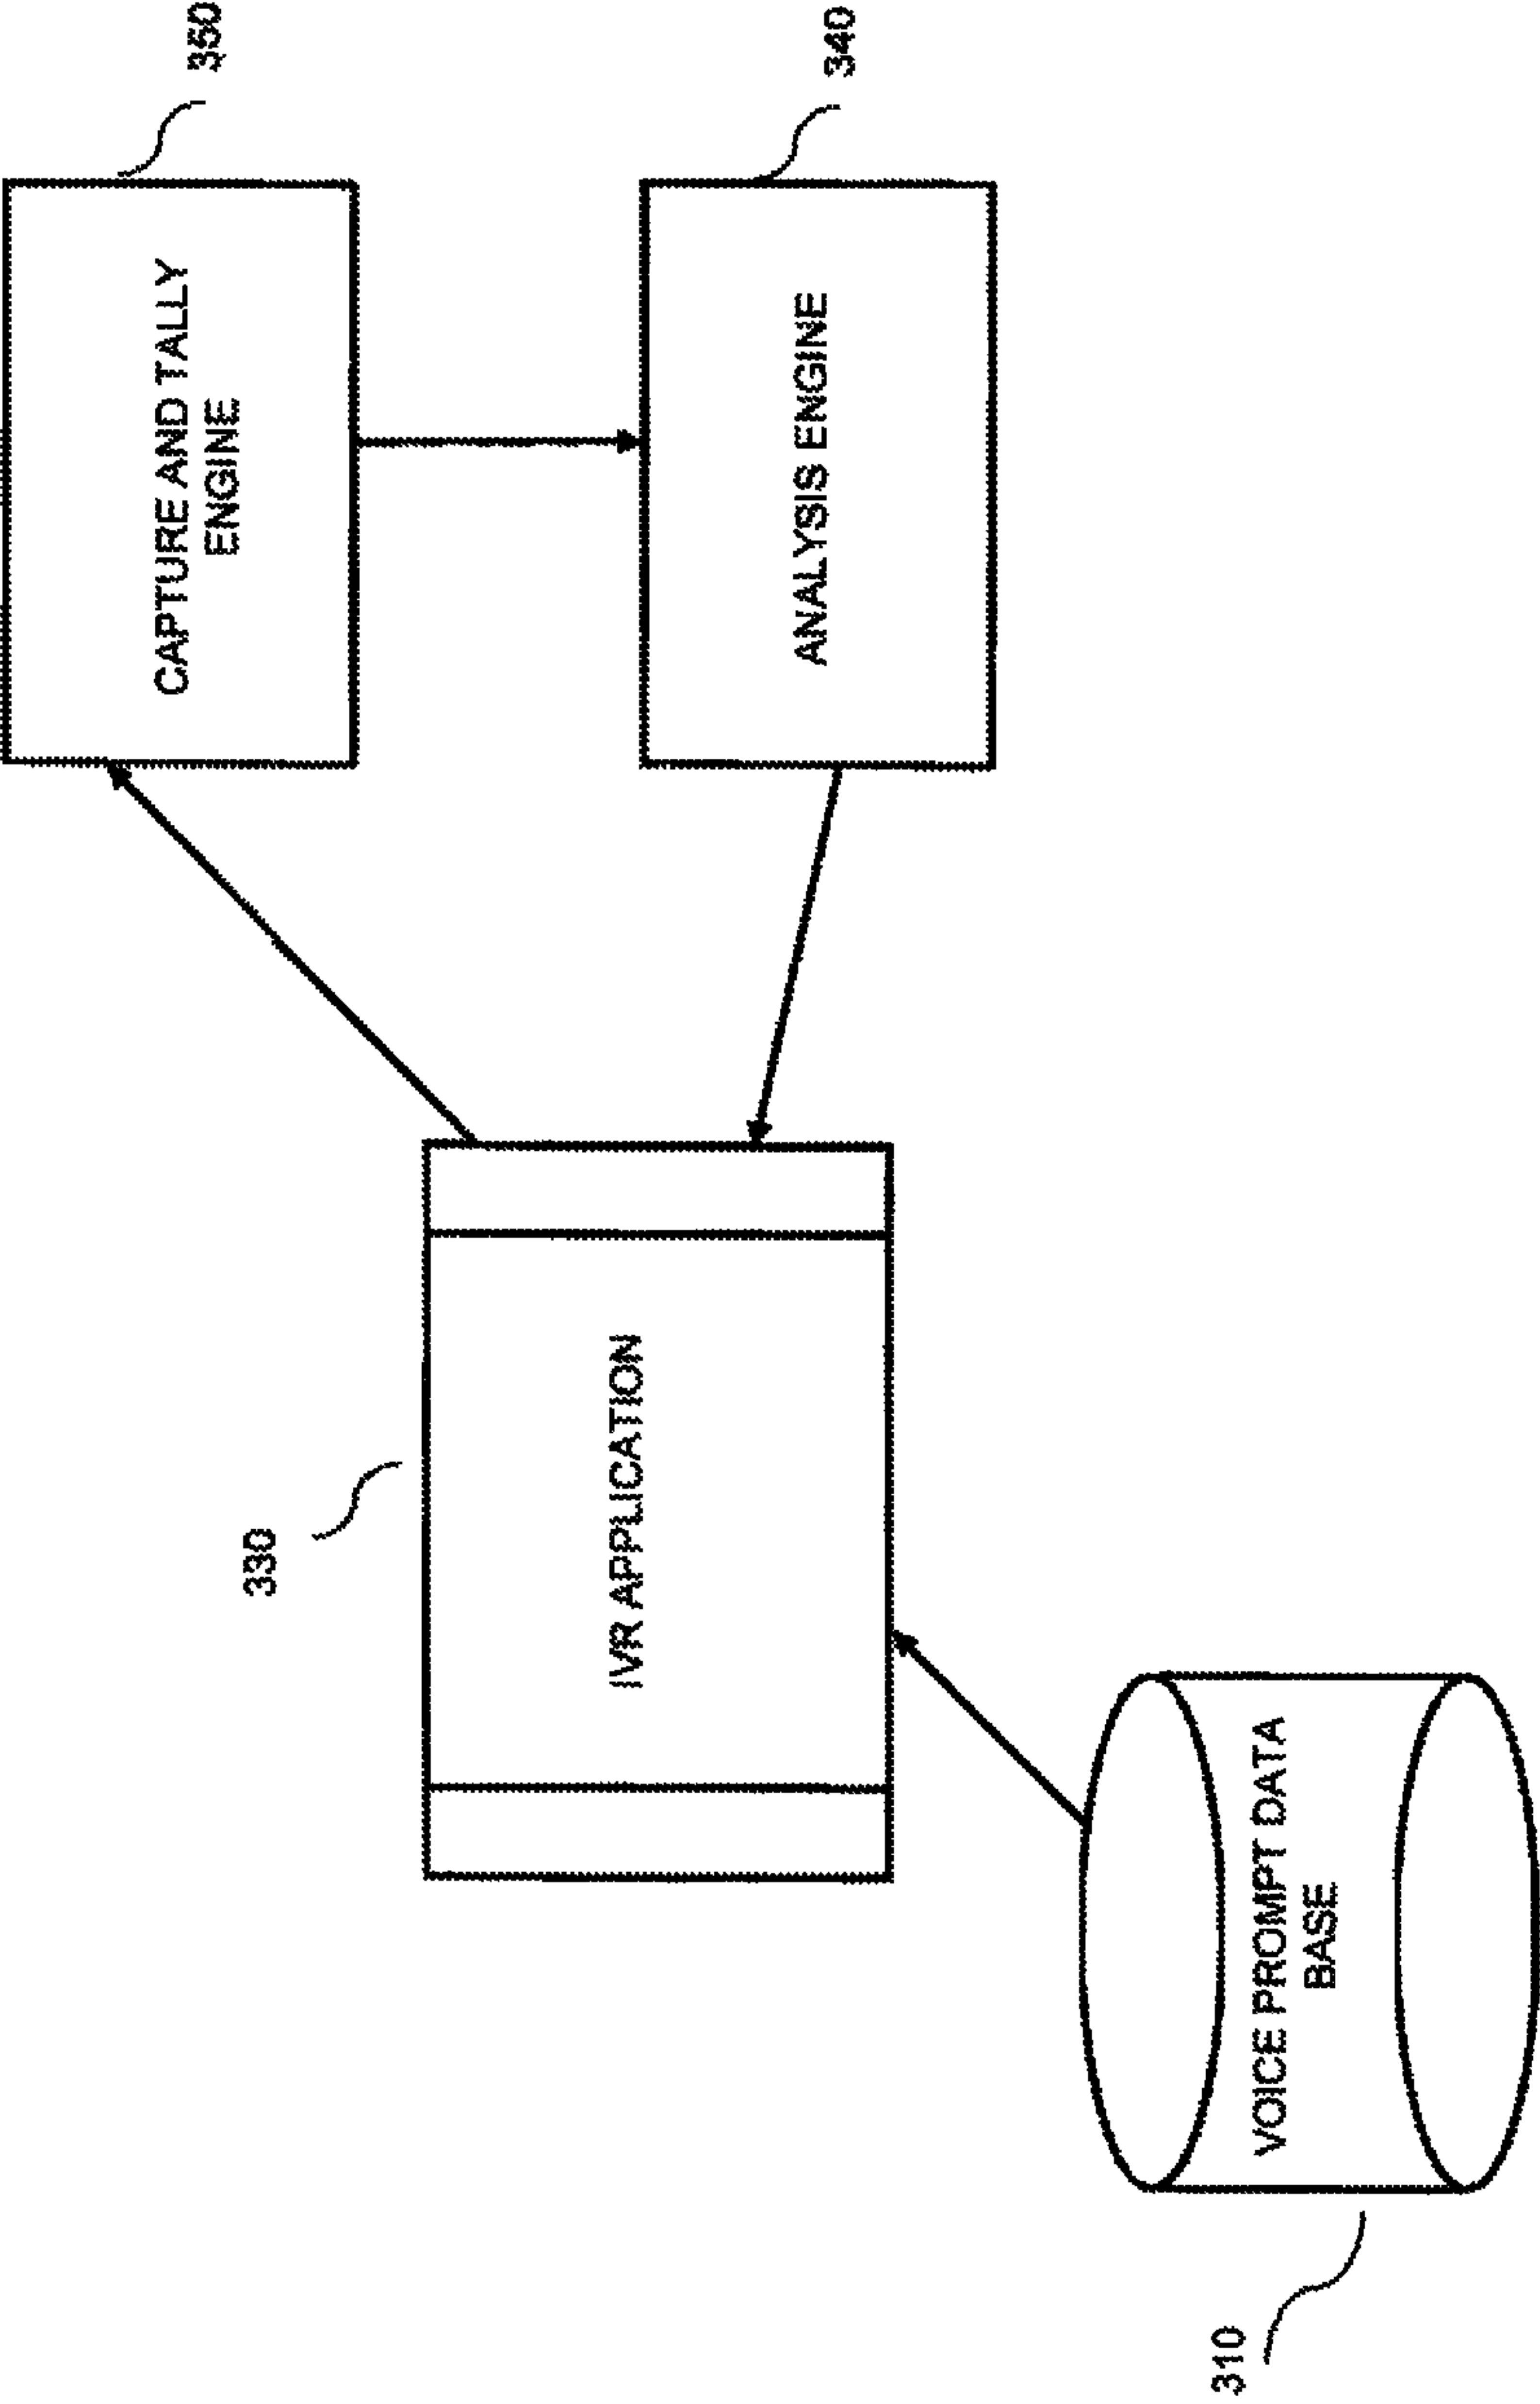 350
CAPTURE AND TALLY
ENGINE
340
ANALYSIS ENGINE
330
IVR APPLICATION
310
VOICE PROMPT DATA
BASE